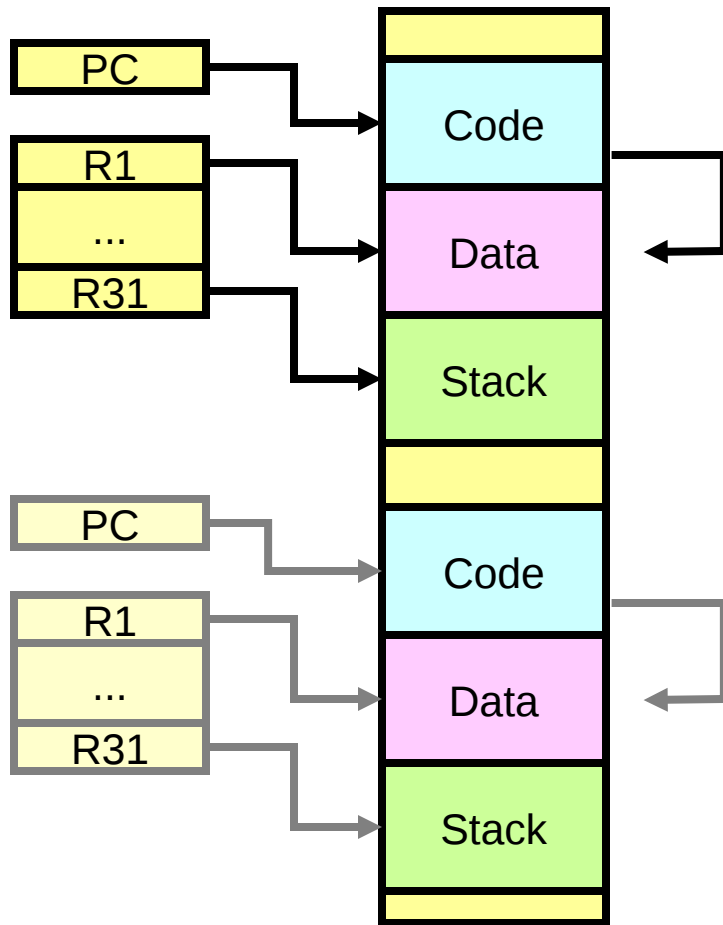 PC
R1
...
R31
Code
Data
Stack
PC
R1
...
R31
Code
Data
Stack